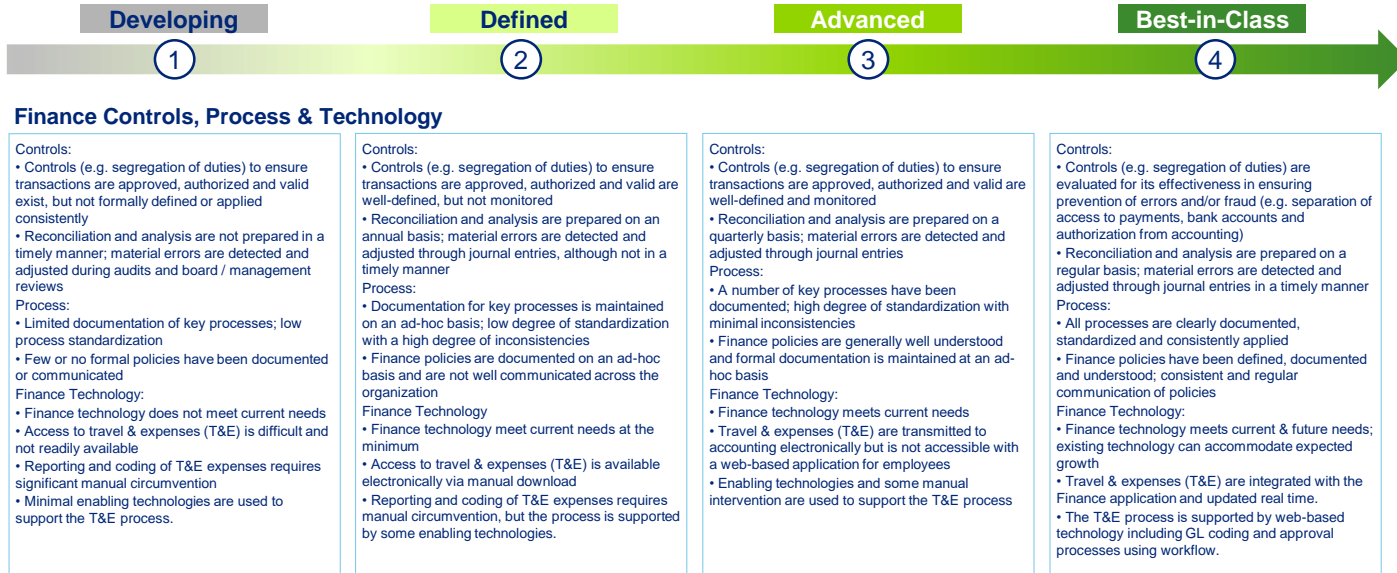 Developing
Defined
Advanced
Best-in-Class
1
2
3
4
Finance Controls, Process & Technology
Controls:
• Controls (e.g. segregation of duties) to ensure
transactions are approved, authorized and valid
exist, but not formally defined or applied
consistently
• Reconciliation and analysis are not prepared in a
timely manner; material errors are detected and
adjusted during audits and board / management
reviews
Process:
• Limited documentation of key processes; low
process standardization
• Few or no formal policies have been documented
or communicated
Finance Technology:
• Finance technology does not meet current needs
• Access to travel & expenses (T&E) is difficult and
not readily available
• Reporting and coding of T&E expenses requires
significant manual circumvention
• Minimal enabling technologies are used to
support the T&E process.
Controls:
• Controls (e.g. segregation of duties) to ensure
transactions are approved, authorized and valid are
well-defined, but not monitored
• Reconciliation and analysis are prepared on an
annual basis; material errors are detected and
adjusted through journal entries, although not in a
timely manner
Process:
• Documentation for key processes is maintained
on an ad-hoc basis; low degree of standardization
with a high degree of inconsistencies
• Finance policies are documented on an ad-hoc
basis and are not well communicated across the
organization
Finance Technology
• Finance technology meet current needs at the
minimum
• Access to travel & expenses (T&E) is available
electronically via manual download
• Reporting and coding of T&E expenses requires
manual circumvention, but the process is supported
by some enabling technologies.
Controls:
• Controls (e.g. segregation of duties) to ensure
transactions are approved, authorized and valid are
well-defined and monitored
• Reconciliation and analysis are prepared on a
quarterly basis; material errors are detected and
adjusted through journal entries
Process:
• A number of key processes have been
documented; high degree of standardization with
minimal inconsistencies
• Finance policies are generally well understood
and formal documentation is maintained at an ad-
hoc basis
Finance Technology:
• Finance technology meets current needs
• Travel & expenses (T&E) are transmitted to
accounting electronically but is not accessible with
a web-based application for employees
• Enabling technologies and some manual
intervention are used to support the T&E process
Controls:
• Controls (e.g. segregation of duties) are
evaluated for its effectiveness in ensuring
prevention of errors and/or fraud (e.g. separation of
access to payments, bank accounts and
authorization from accounting)
• Reconciliation and analysis are prepared on a
regular basis; material errors are detected and
adjusted through journal entries in a timely manner
Process:
• All processes are clearly documented,
standardized and consistently applied
• Finance policies have been defined, documented
and understood; consistent and regular
communication of policies
Finance Technology:
• Finance technology meets current & future needs;
existing technology can accommodate expected
growth
• Travel & expenses (T&E) are integrated with the
Finance application and updated real time.
• The T&E process is supported by web-based
technology including GL coding and approval
processes using workflow.